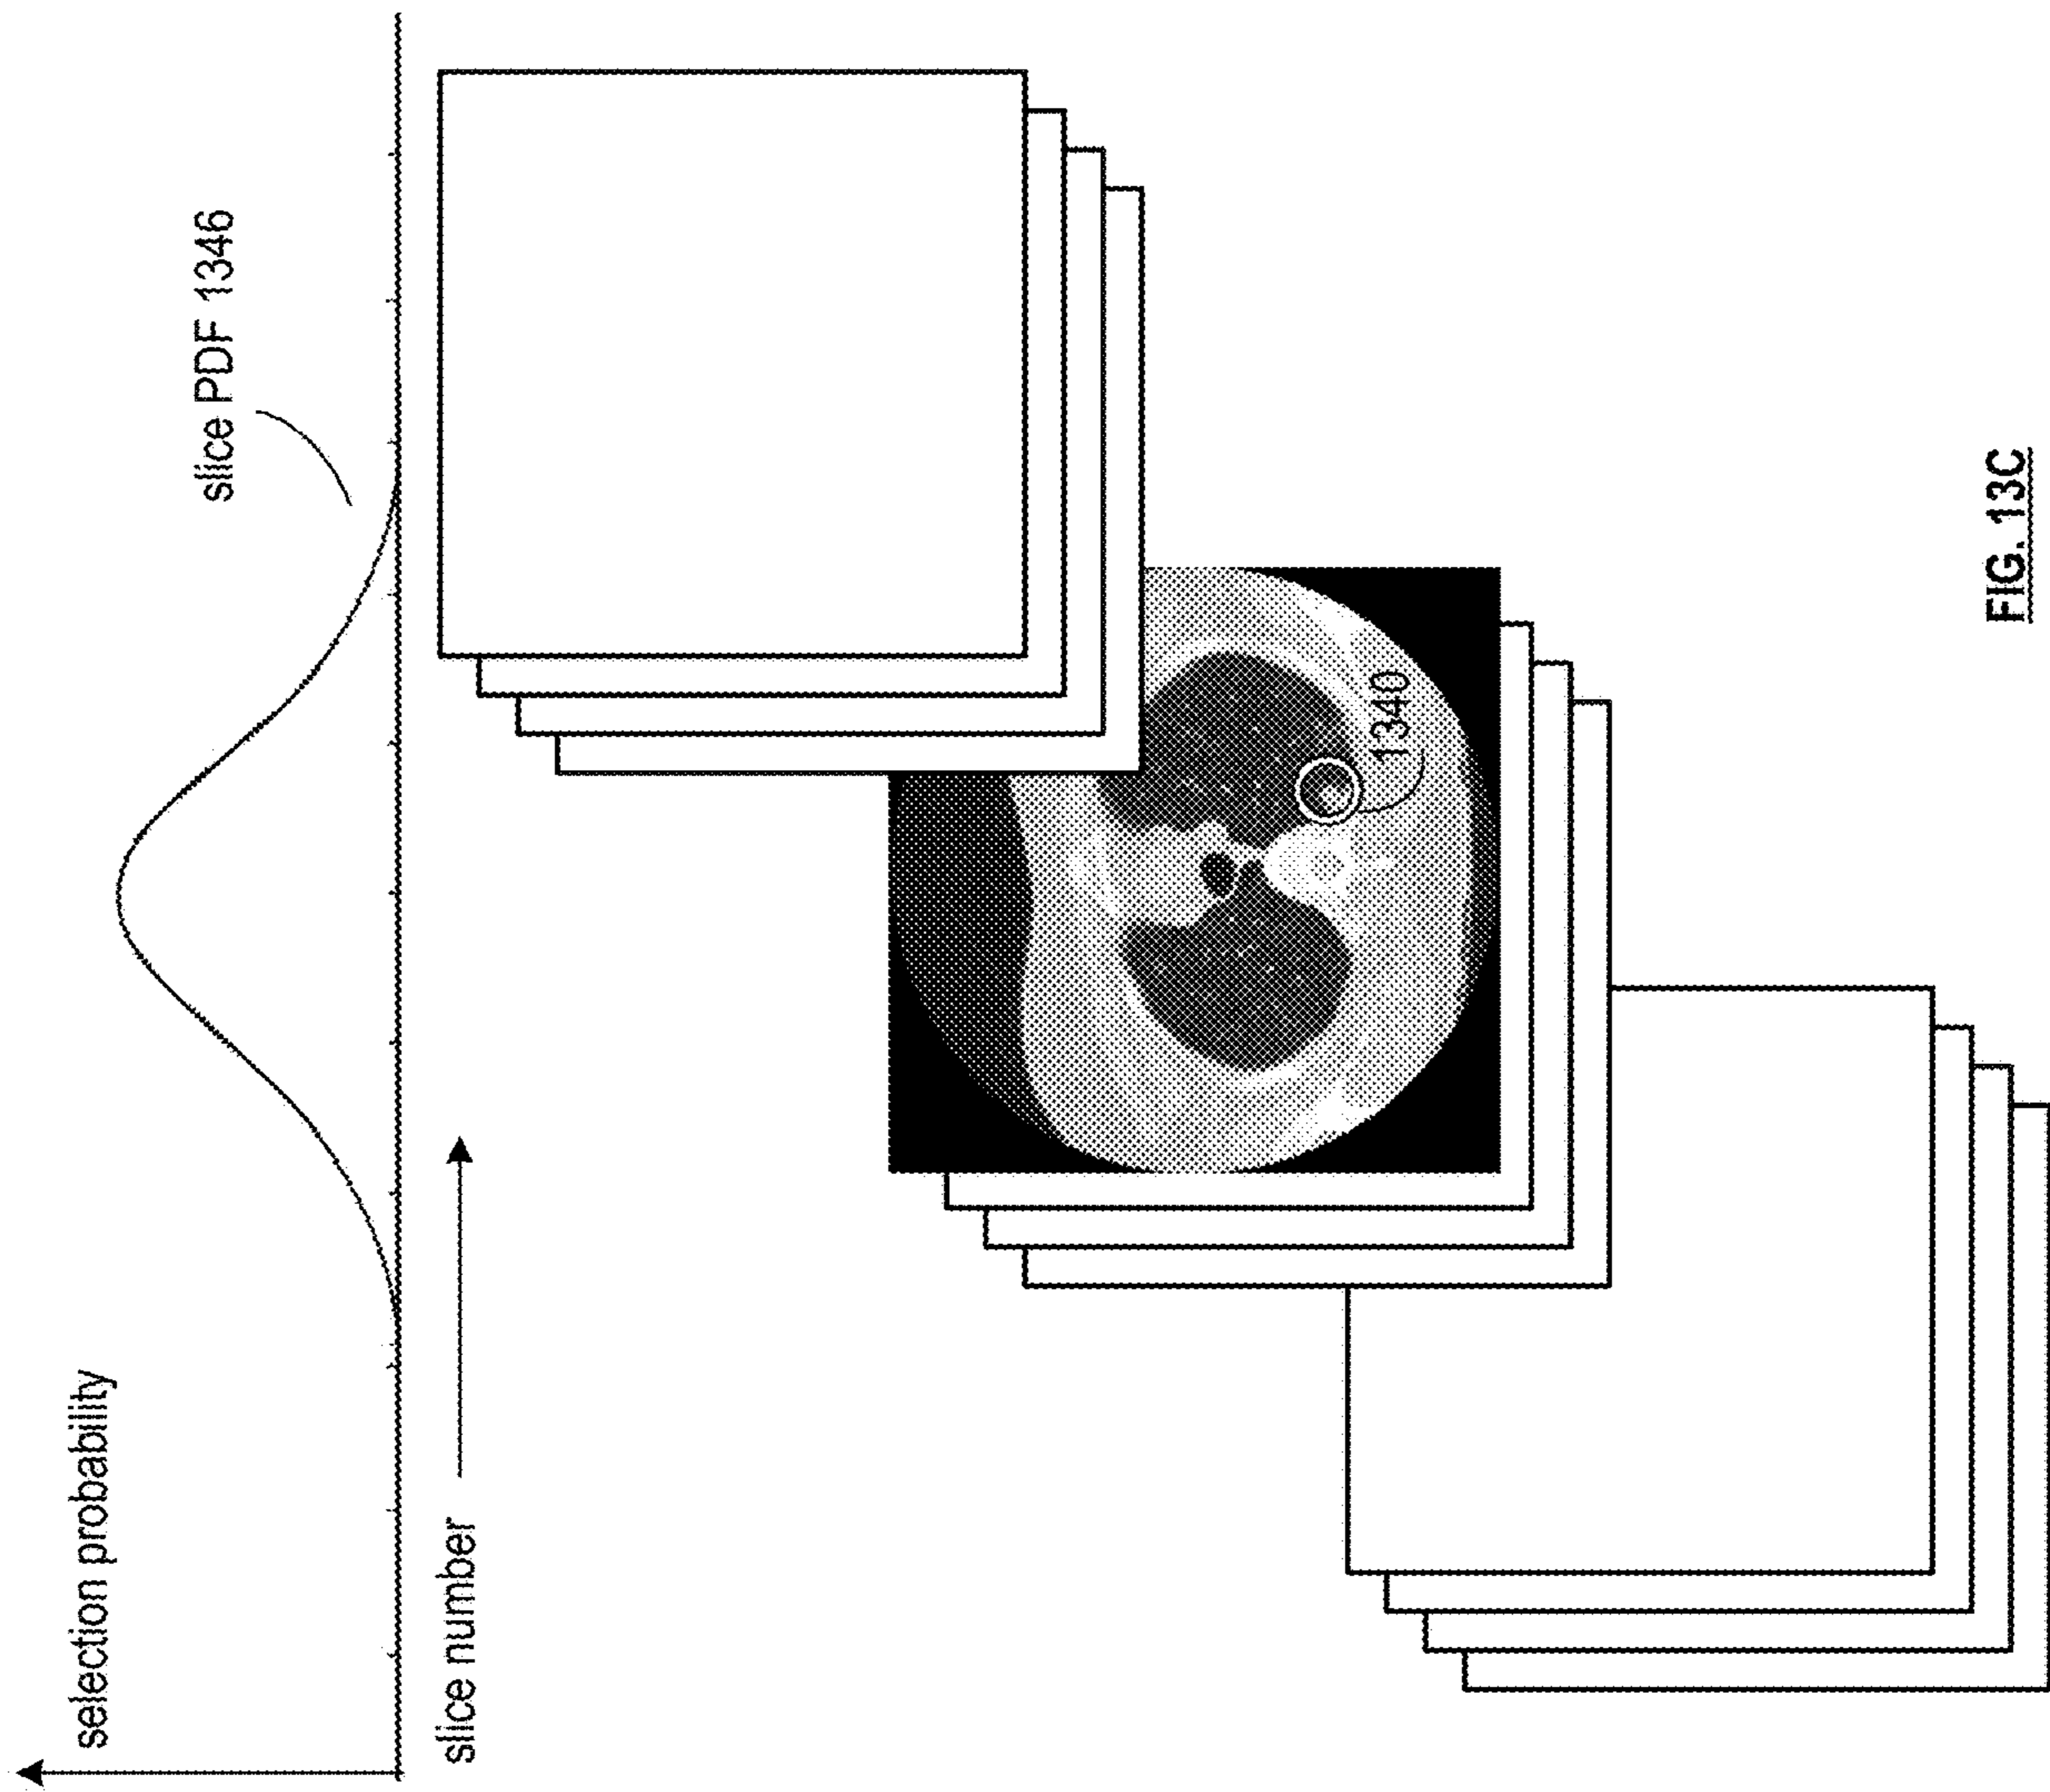 selection probability
slice PDF 1346
slice number
1340
FIG. 13C